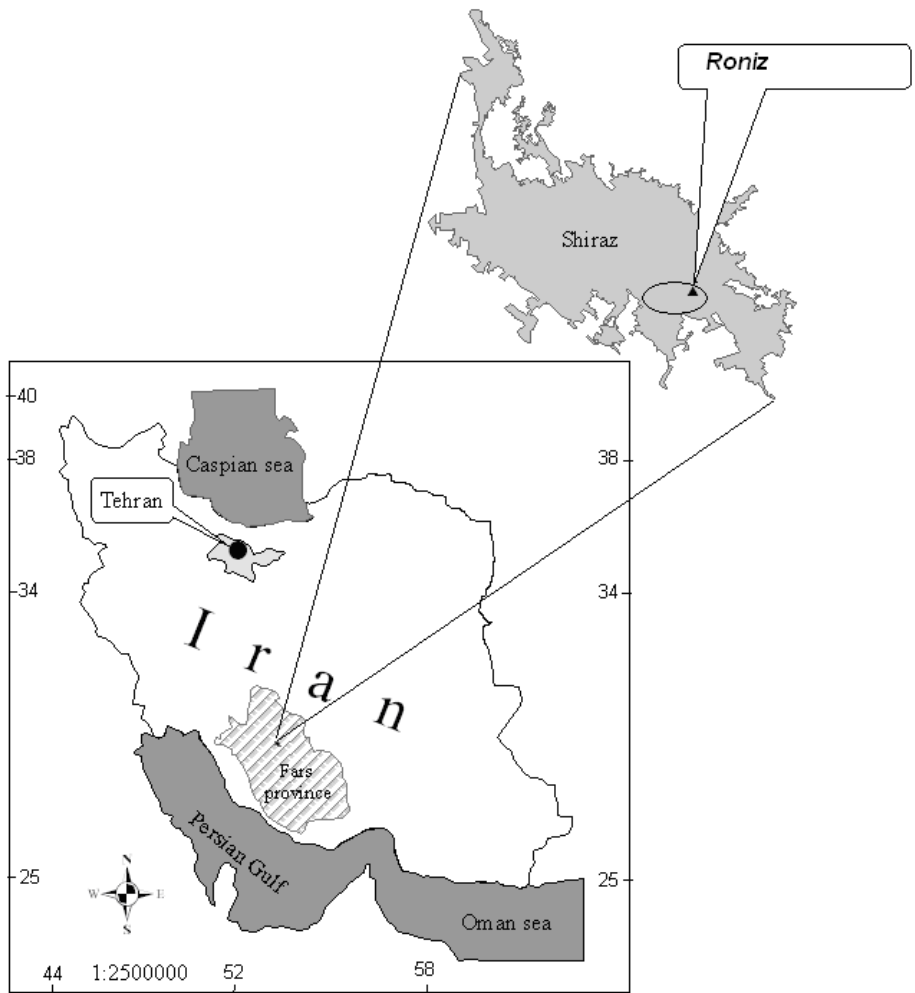 Roniz
Shiraz
40
38
38
Caspian sea
Tehran
34
34
Iran
Fars
province
Persian Gulf
25
25
N
W E
S
Oman sea
44
1:2500000
52
58